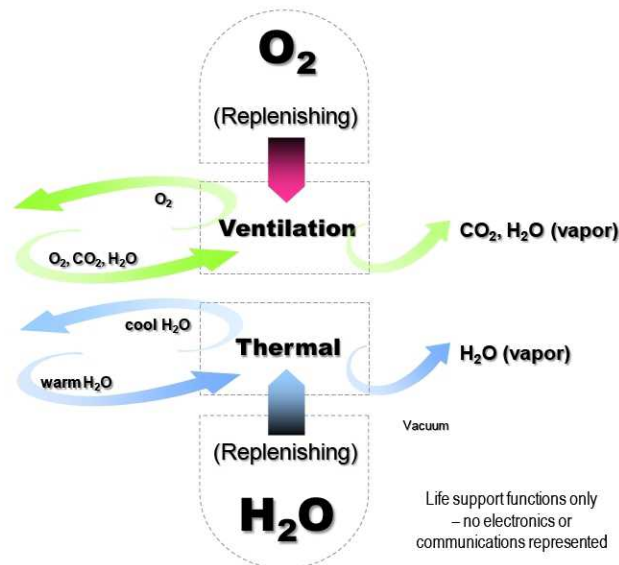 O₂
(Replenishing)
O₂
Ventilation
CO₂, H₂O (vapor)
O₂, CO₂, H₂O
cool H₂O
Thermal
H₂O (vapor)
warm H₂O
Vacuum
(Replenishing)
H₂O
Life support functions only
– no electronics or
communications represented